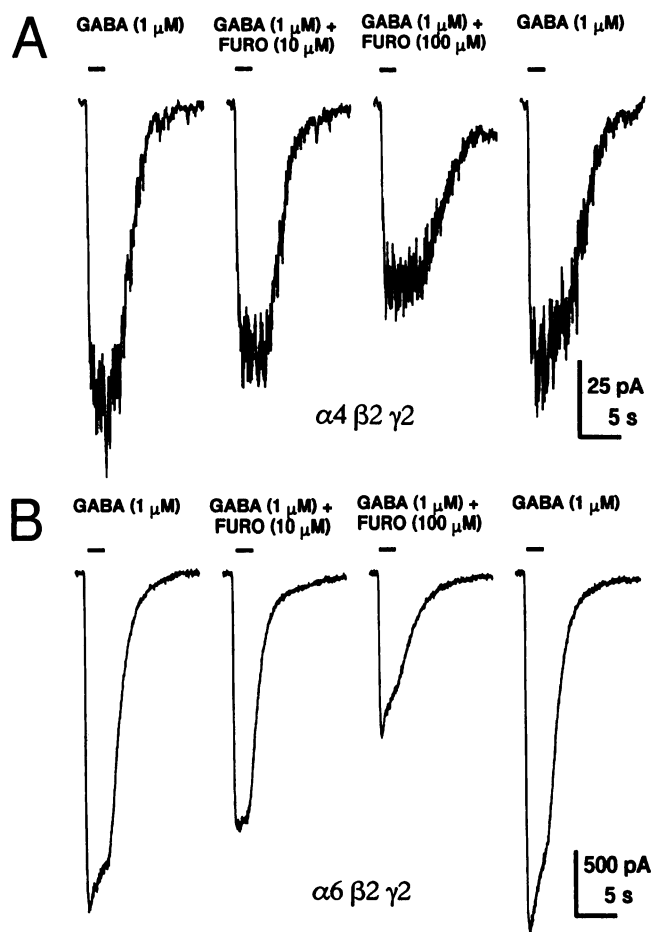 A
GABA (1 μM)
GABA (1 μM) +
FURO (10 μM)
GABA (1 μM) +
FURO (100 μM)
GABA (1 μM)
25 pA
5 s
α4 β2 γ2
B
GABA (1 μM)
GABA (1 μM) +
FURO (10 μM)
GABA (1 μM) +
FURO (100 μM)
GABA (1 μM)
500 pA
5 s
α6 β2 γ2